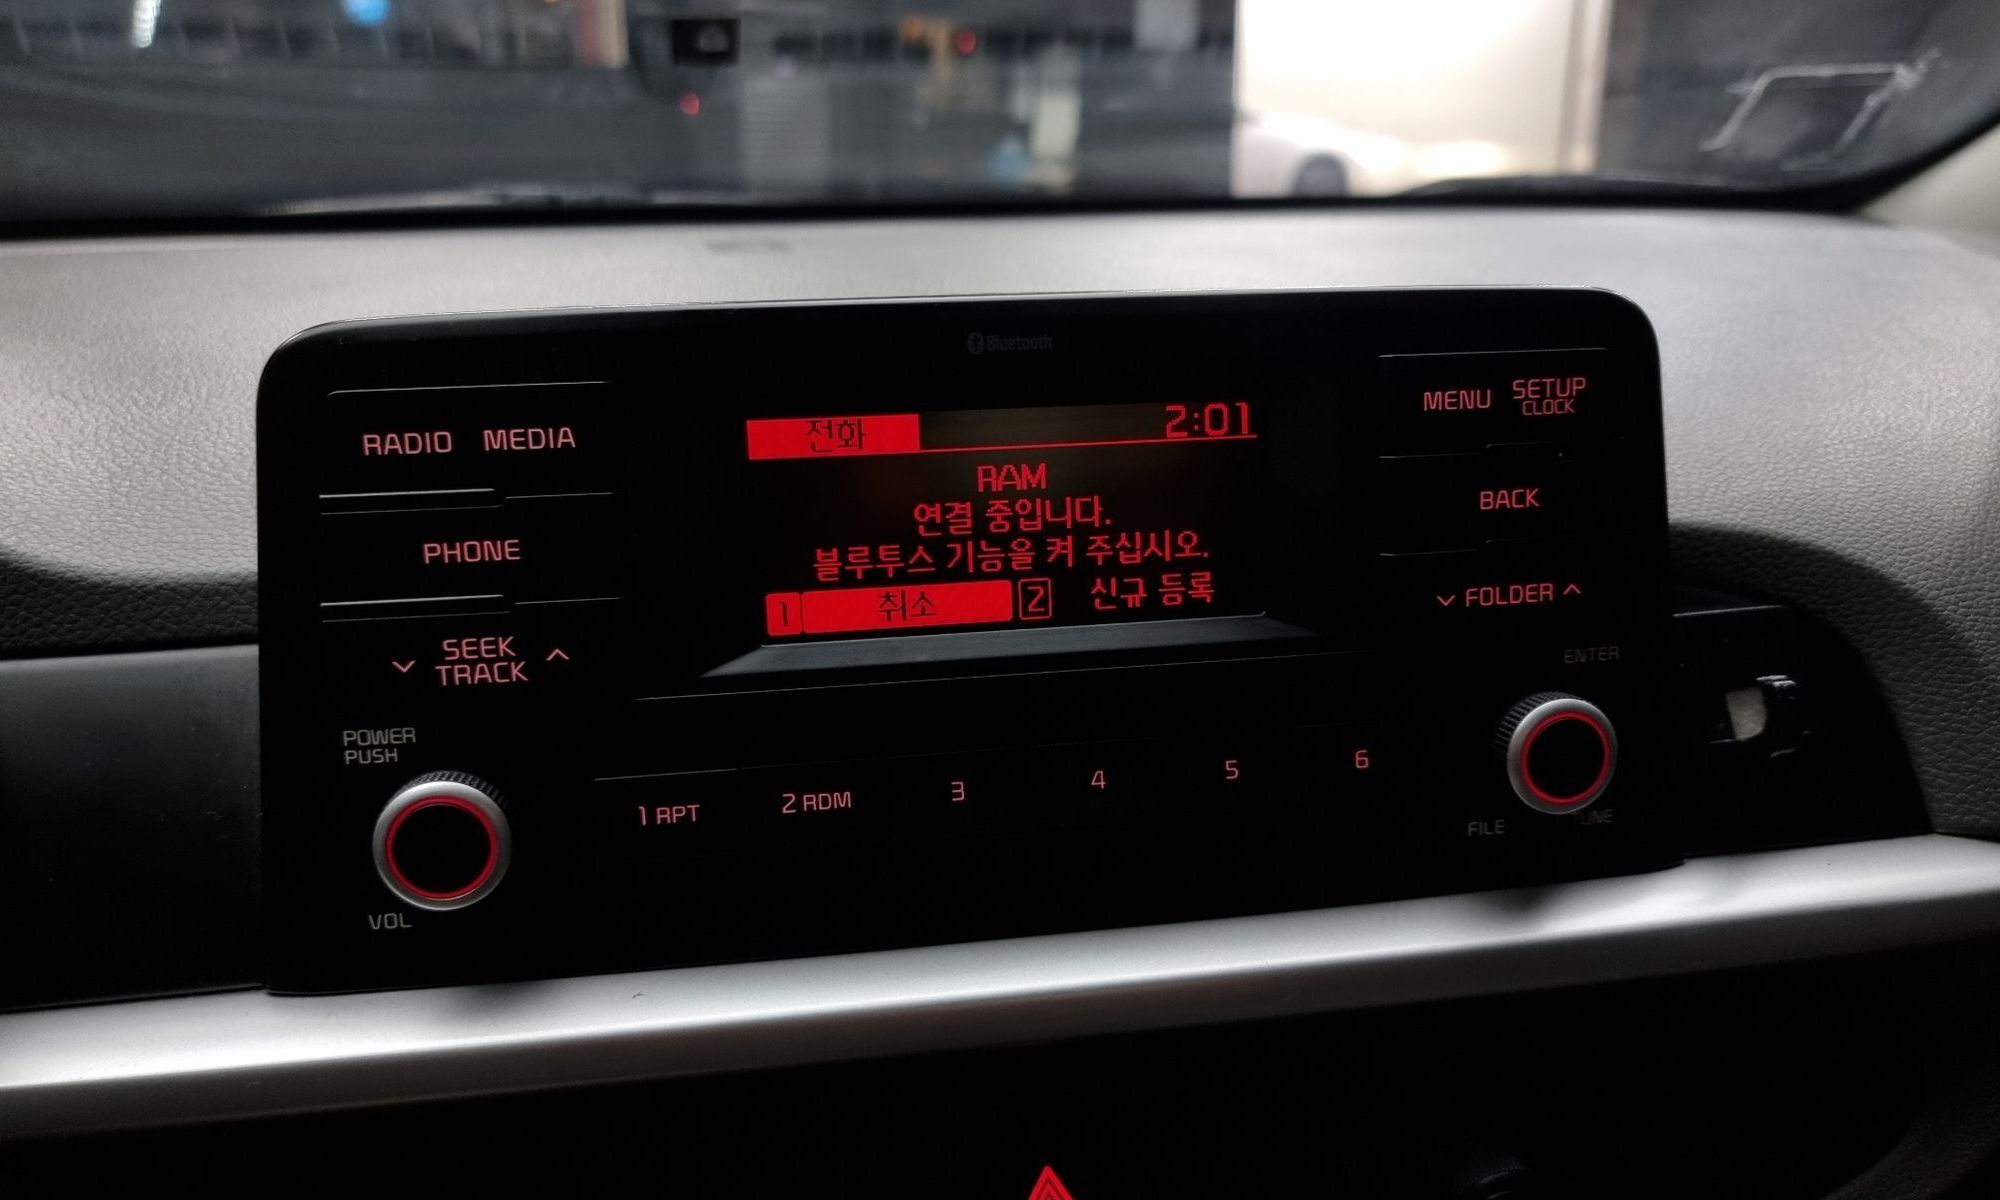 Bluetooth
RADIO MEDIA
PHONE
SEEK
TRACK
POWER
PUSH
VOL
전화 2:01
RAM
연결 중입니다.
블루투스 기능을 켜 주십시오.
1 취소 2 신규 등록
1 RPT 2 RDM 3 4 5 6
MENU SETUP
CLOCK
BACK
FOLDER
ENTER
FILE TUNE